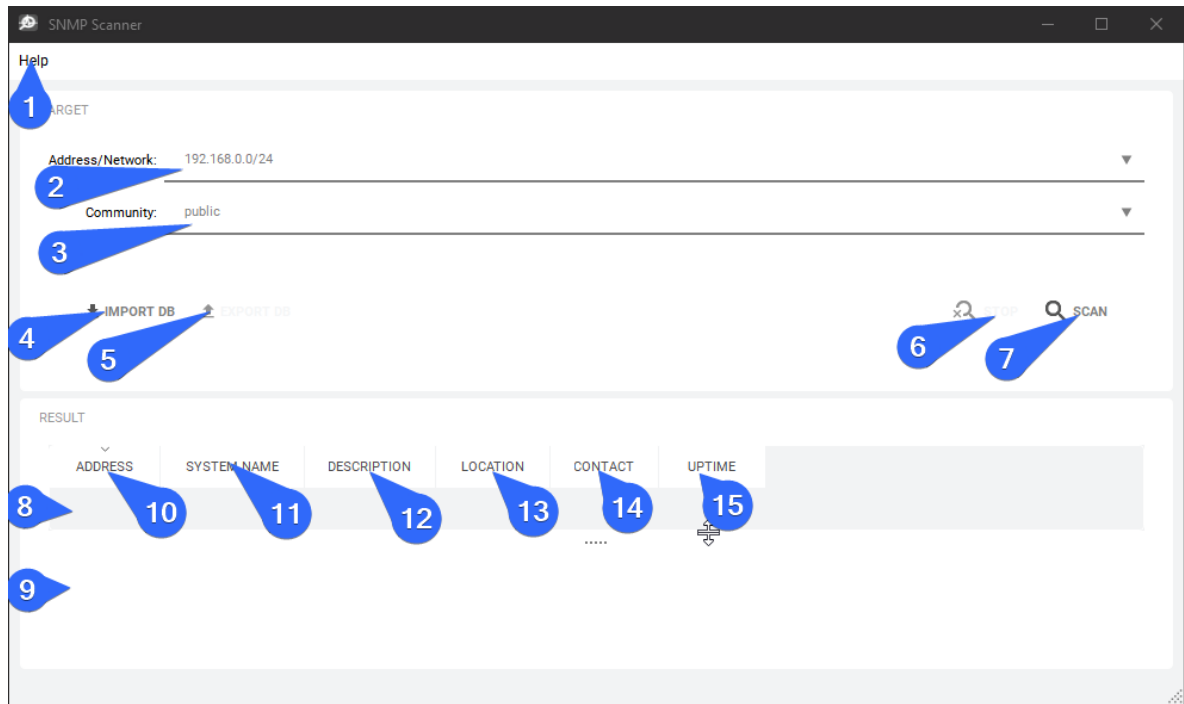 SNMP Scanner
Help
1
ARGET
Address/Network: 192.168.0.0/24
2
Community: public
3
IMPORT DB EXPORT DB STOP SCAN
4 5 6 7
RESULT
ADDRESS SYSTEM NAME DESCRIPTION LOCATION CONTACT UPTIME
8 10 11 12 13 14 15
9